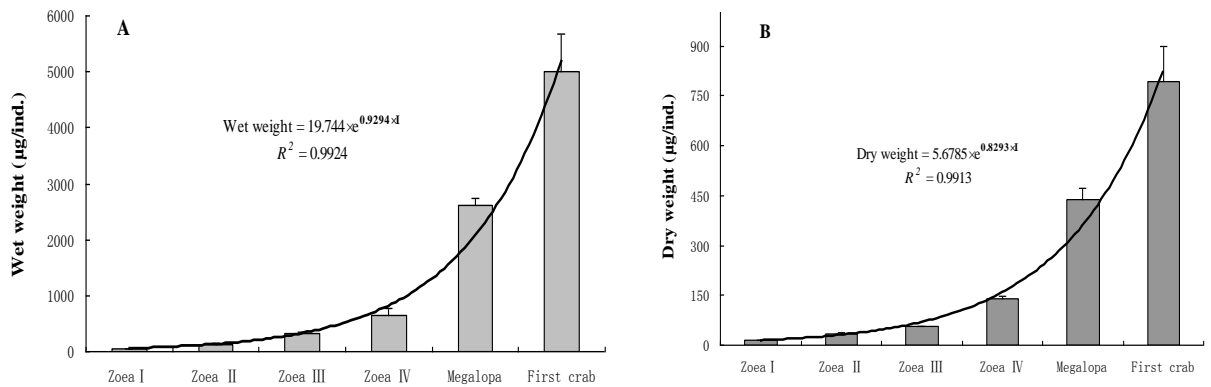 A
Wet weight (µg/ind.)
6000
5000
4000
3000
2000
1000
0
Wet weight = 19.744×e^0.9294×I
R² = 0.9924
Zoea Ⅰ Zoea Ⅱ Zoea Ⅲ Zoea Ⅳ Megalopa First crab
B
Dry weight (µg/ind.)
900
750
600
450
300
150
0
Dry weight = 5.6785×e^0.8293×I
R² = 0.9913
Zoea Ⅰ Zoea Ⅱ Zoea Ⅲ Zoea Ⅳ Megalopa First crab